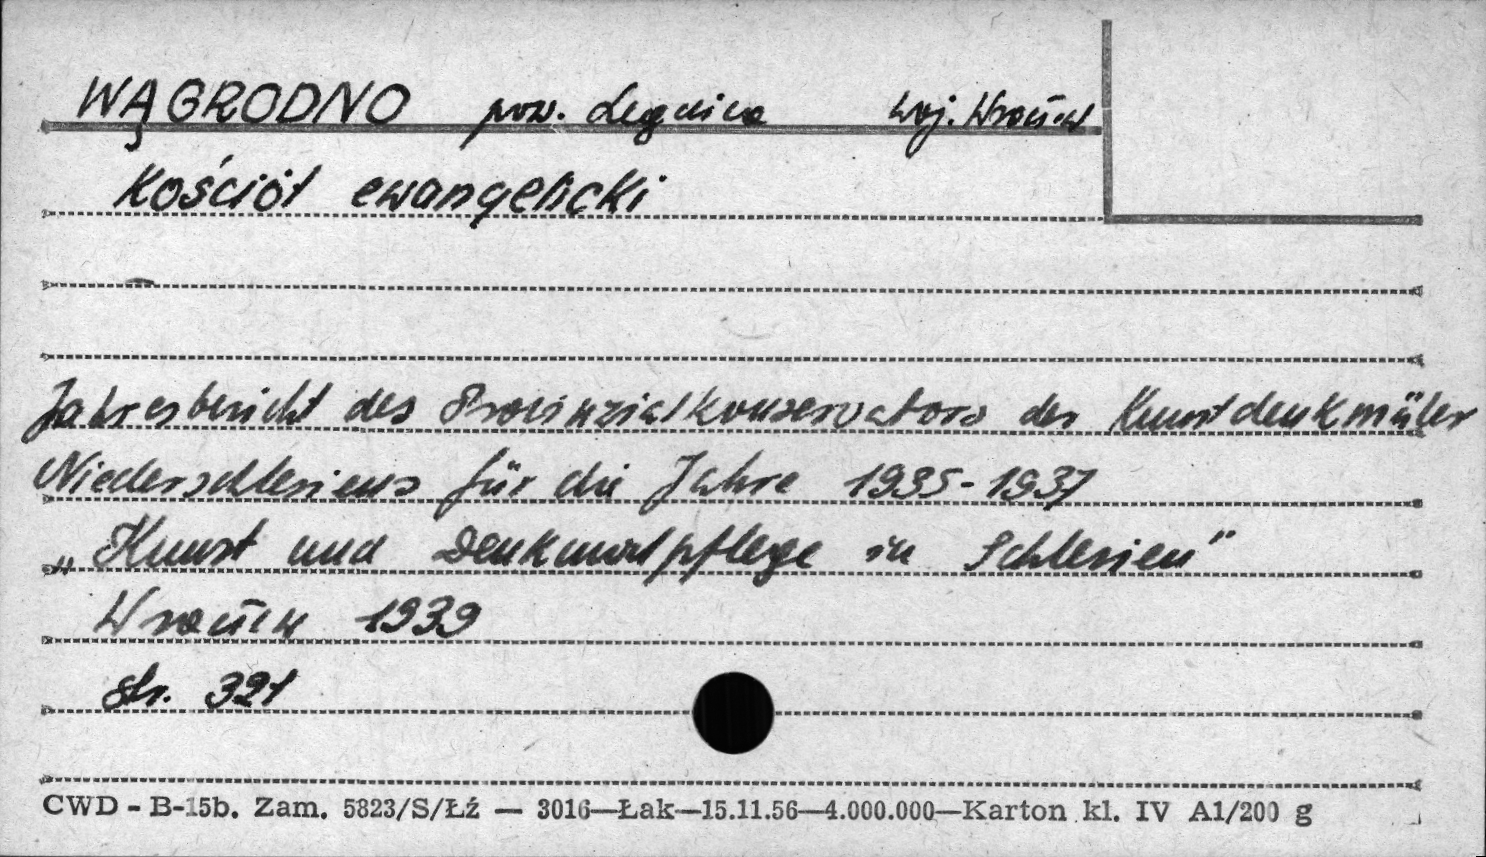 WĄGRODNO pow. Legnica woj. Wrocław
Kościół ewangelicki
Jahresbericht des Provinzialkonservators der Kunstdenkmäler
Niederschlesiens für die Jahre 1935-1937
„Kunst und Denkmalpflege in Schlesien"
Wrocław 1939
str. 321
CWD - B-15b. Zam. 5823/S/Łź — 3016—Łak—15.11.56—4.000.000—Karton kl. IV A1/200 g